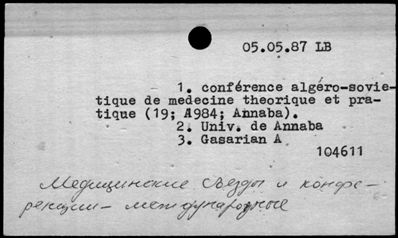 05.05.87 LB
1. conférence algéro-sovie-
tique de medecine theorique et pra-
tique (19; 1984; Annaba).
2. Univ. de Annaba
3. Gasarian A
104611
Медицинские съезды и конфе-
ренции - международные